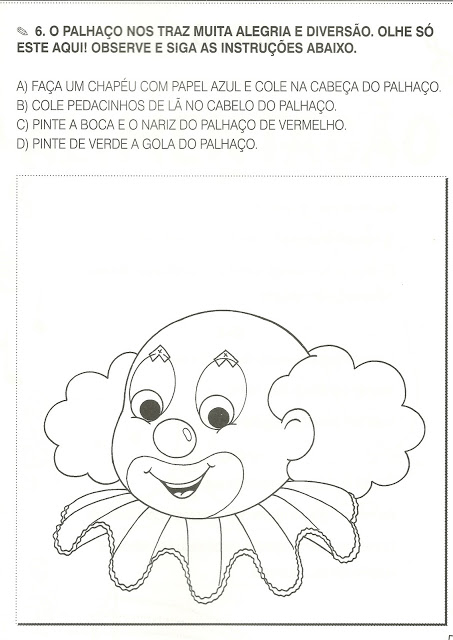 ✎ 6. O PALHAÇO NOS TRAZ MUITA ALEGRIA E DIVERSÃO. OLHE SÓ
ESTE AQUI! OBSERVE E SIGA AS INSTRUÇÕES ABAIXO.
A) FAÇA UM CHAPÉU COM PAPEL AZUL E COLE NA CABEÇA DO PALHAÇO.
B) COLE PEDACINHOS DE LÃ NO CABELO DO PALHAÇO.
C) PINTE A BOCA E O NARIZ DO PALHAÇO DE VERMELHO.
D) PINTE DE VERDE A GOLA DO PALHAÇO.